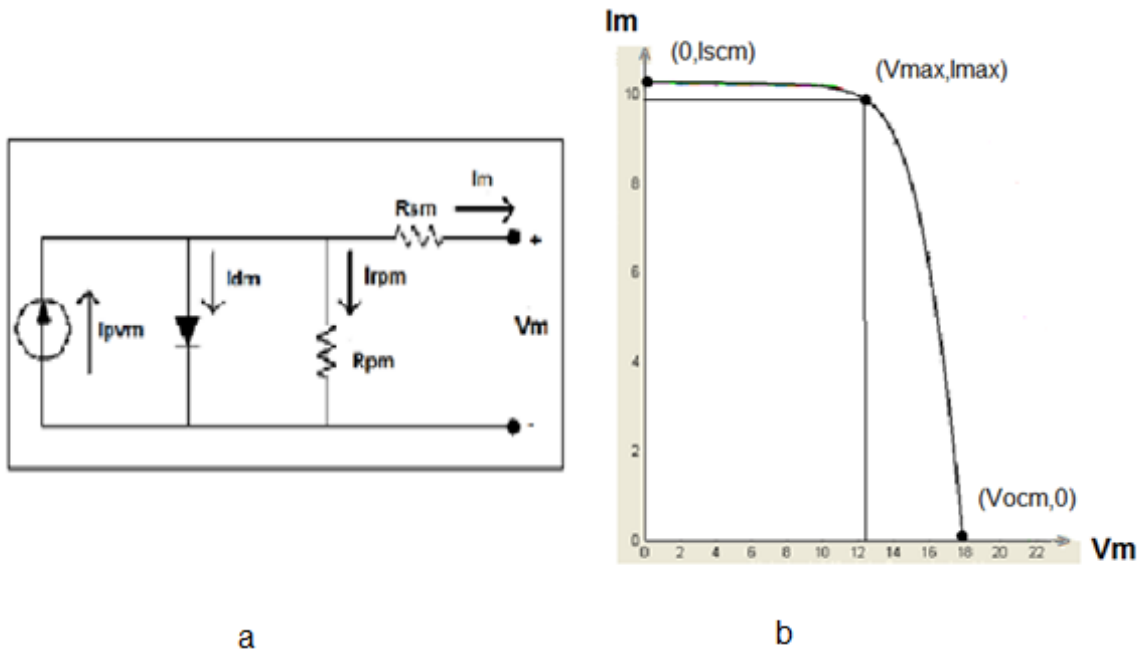 Im
Rsm
+
Idm
Irpm
Ipvm
Vm
Rpm
-
a
Im
(0,Iscm)
(Vmax,Imax)
10
8
6
4
2
0
(Vocm,0)
0 2 4 6 8 10 12 14 16 18 20 22
Vm
b